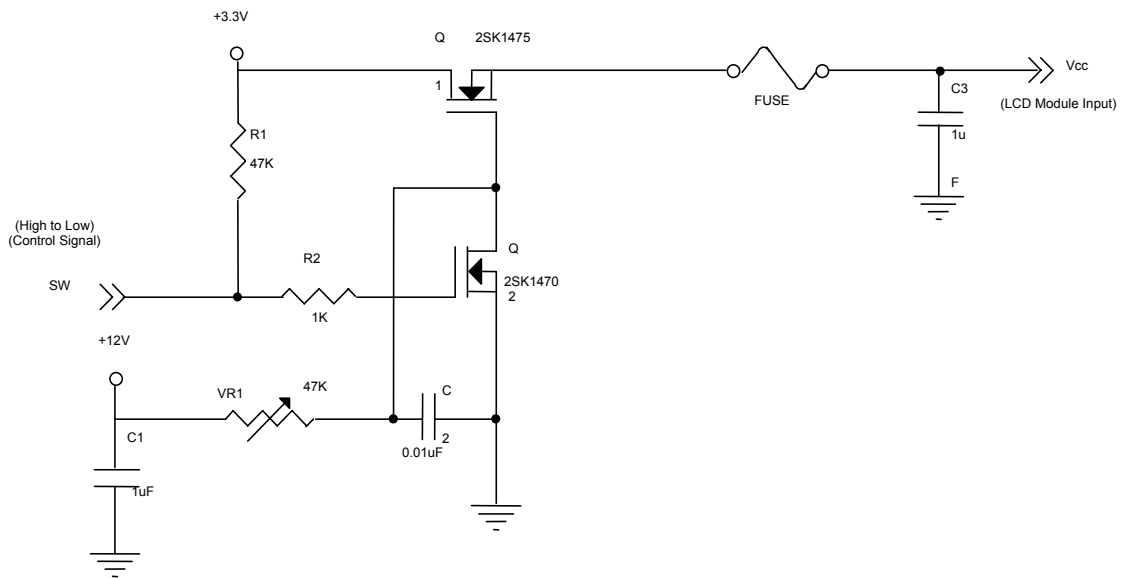 +3.3V
Q
2SK1475
1
FUSE
Vcc
(LCD Module Input)
C3
1u
F
R1
47K
(High to Low)
(Control Signal)
SW
R2
1K
Q
2SK1470
2
+12V
VR1
47K
C
2
0.01uF
C1
1uF